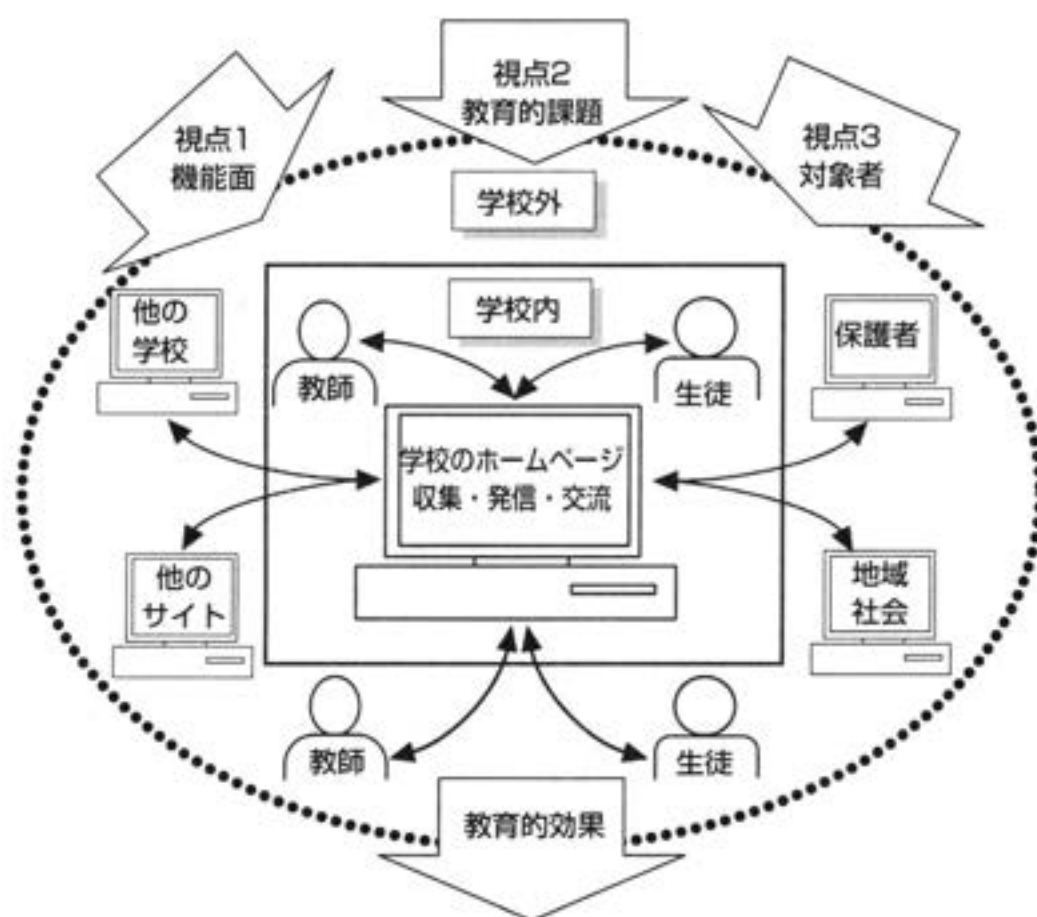 視点1
機能面
視点2
教育的課題
視点3
対象者
学校外
学校内
他の
学校
教師
生徒
保護者
学校のホームページ
収集・発信・交流
他の
サイト
地域
社会
教師
生徒
教育的効果